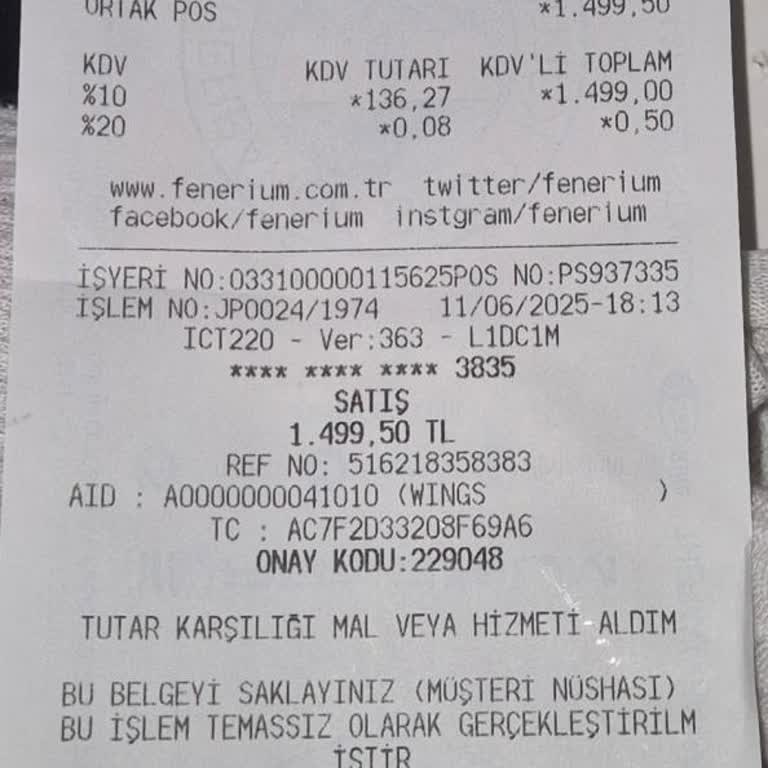 ORTAK POS *1.499,50
KDV KDV TUTARI KDV'Lİ TOPLAM
%10 *136,27 *1.499,00
%20 *0,08 *0,50
www.fenerium.com.tr twitter/fenerium
facebook/fenerium instgram/fenerium
İŞYERİ NO:033100000115625POS NO:PS937335
İŞLEM NO:JP0024/1974 11/06/2025-18:13
ICT220 - Ver:363 - L1DC1M
**** **** **** 3835
SATIŞ
1.499,50 TL
REF NO: 516218358383
AID : A0000000041010 (WINGS )
TC : AC7F2D33208F69A6
ONAY KODU:229048
TUTAR KARŞILIĞI MAL VEYA HİZMETİ ALDIM
BU BELGEYİ SAKLAYINIZ (MÜŞTERİ NÜSHASI)
BU İŞLEM TEMASSIZ OLARAK GERÇEKLEŞTİRİLM
İŞTİR